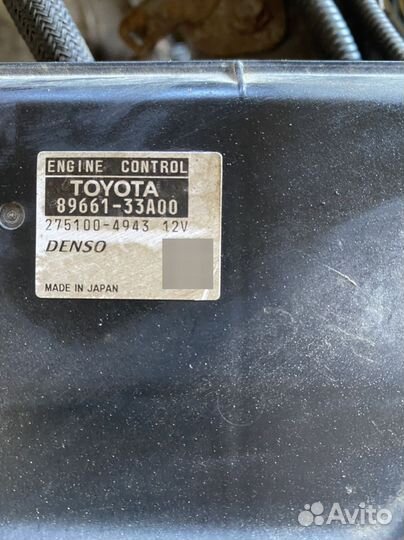 ENGINE CONTROL
TOYOTA
89661-33A00
275100-4943 12V
DENSO
MADE IN JAPAN
Avito